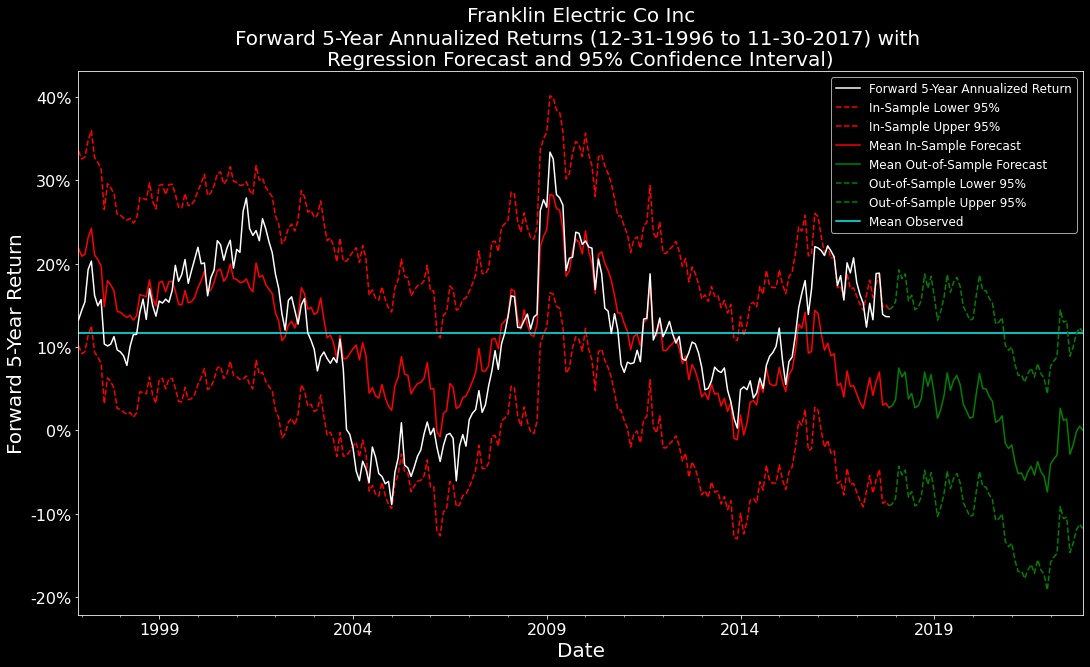 Franklin Electric Co Inc
Forward 5-Year Annualized Returns (12-31-1996 to 11-30-2017) with
Regression Forecast and 95% Confidence Interval)
Forward 5-Year Annualized Return
In-Sample Lower 95%
In-Sample Upper 95%
Mean In-Sample Forecast
Mean Out-of-Sample Forecast
Out-of-Sample Lower 95%
Out-of-Sample Upper 95%
Mean Observed
Forward 5-Year Return
40%
30%
20%
10%
0%
-10%
-20%
1999 2004 2009 2014 2019
Date